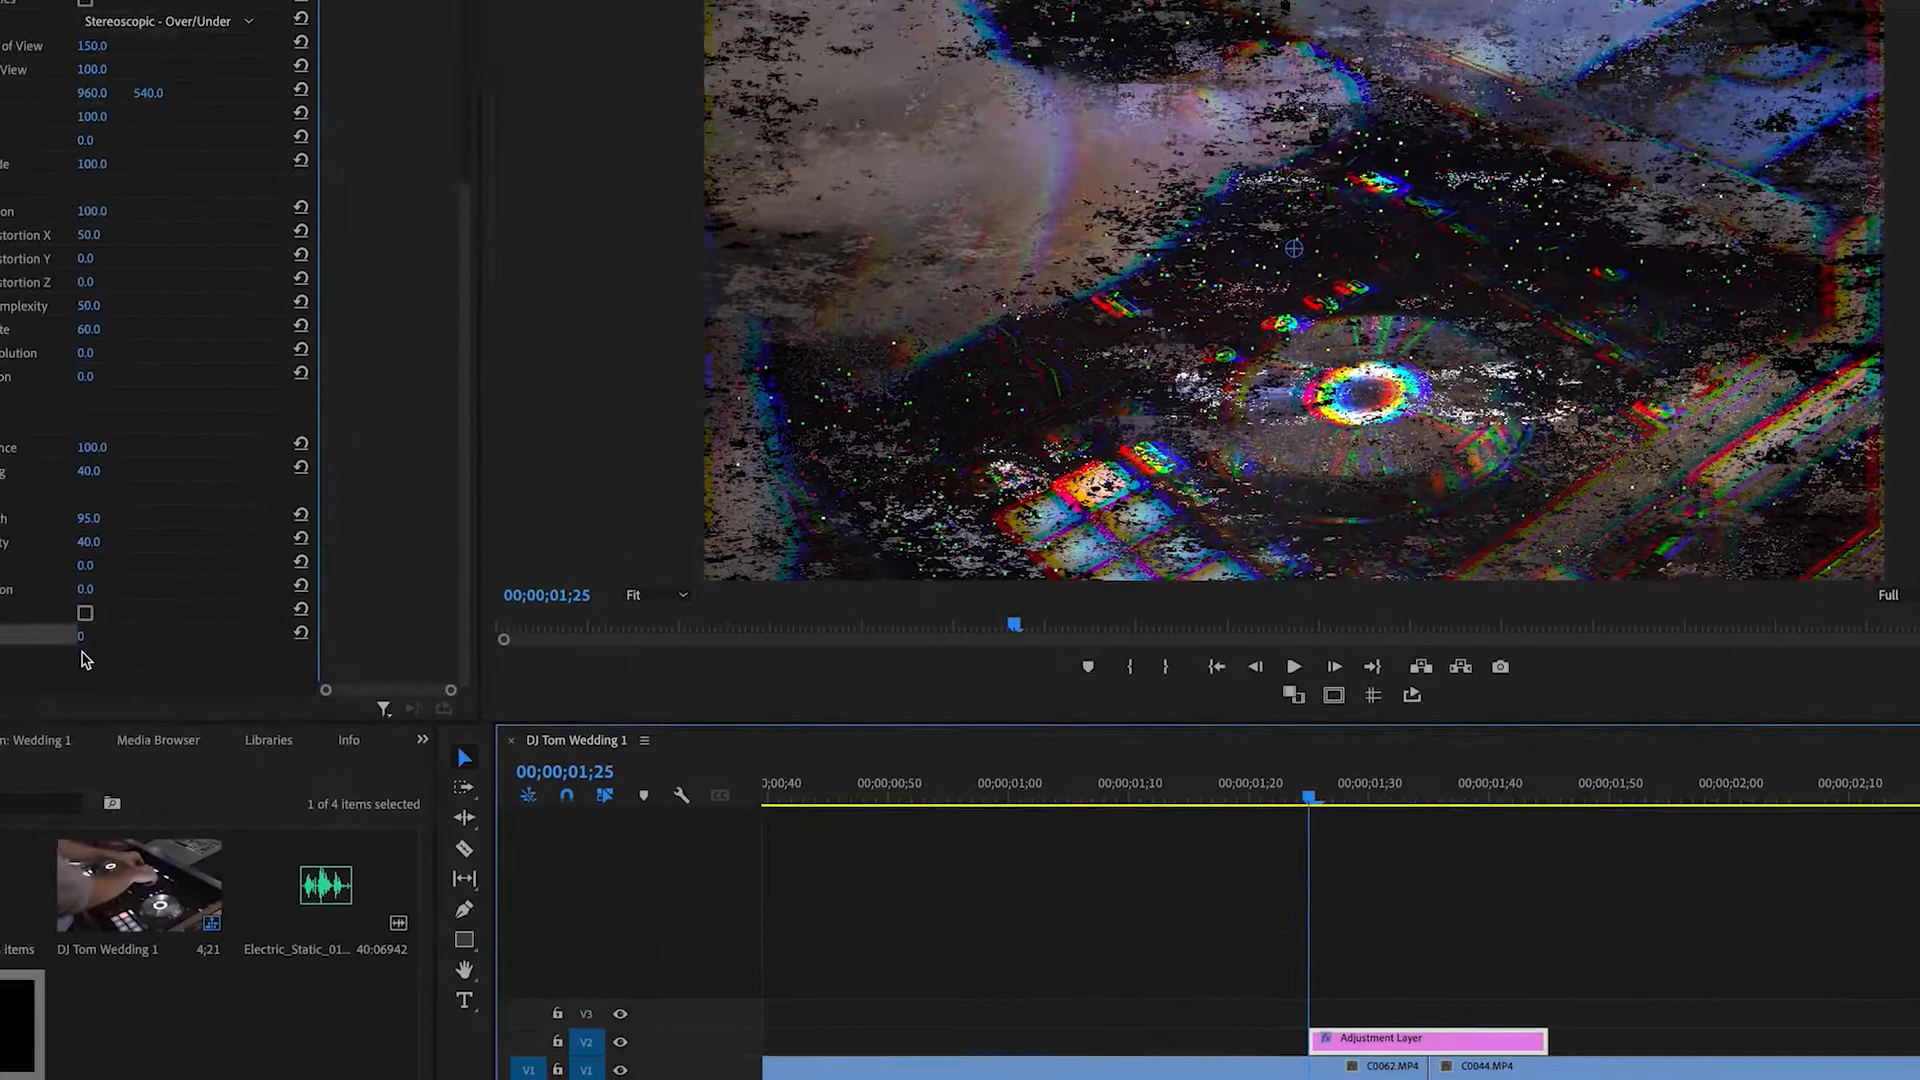 Stereoscopic - Over/Under
of View 150.0
View 100.0
960.0 540.0
100.0
0.0
de 100.0
on 100.0
stortion X 50.0
stortion Y 0.0
stortion Z 0.0
mplexity 50.0
te 60.0
olution 0.0
on 0.0
nce 100.0
g 40.0
th 95.0
ty 40.0
0.0
on 0.0
0
00;00;01;25
Fit
Full
n: Wedding 1
Media Browser
Libraries
Info
1 of 4 items selected
items
DJ Tom Wedding 1 4;21
Electric_Static_01... 40:06942
DJ Tom Wedding 1
00;00;01;25
;00;40
00;00;00;50
00;00;01;00
00;00;01;10
00;00;01;20
00;00;01;30
00;00;01;40
00;00;01;50
00;00;02;00
00;00;02;10
CC
V3
V2
Adjustment Layer
V1 V1
C0062.MP4
C0044.MP4